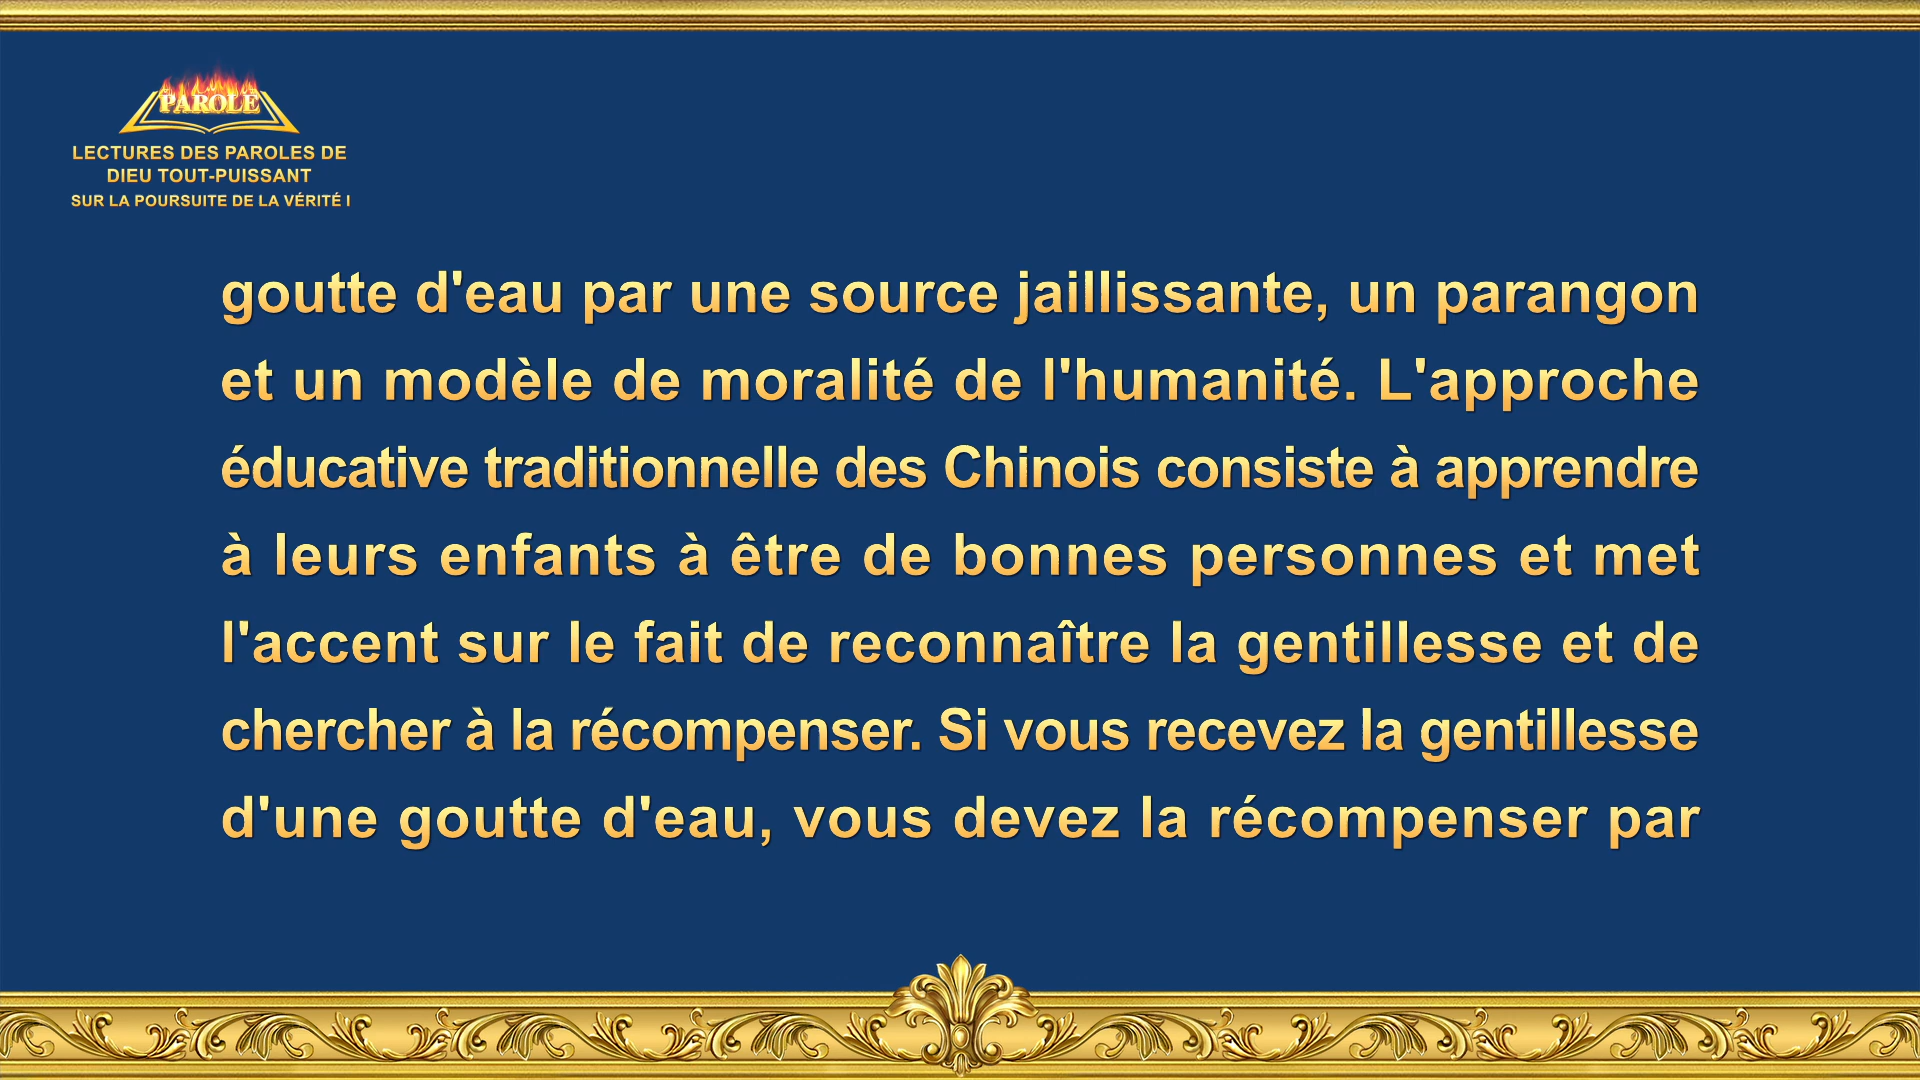 PAROLE
LECTURES DES PAROLES DE
DIEU TOUT-PUISSANT
SUR LA POURSUITE DE LA VÉRITÉ I
goutte d'eau par une source jaillissante, un parangon
et un modèle de moralité de l'humanité. L'approche
éducative traditionnelle des Chinois consiste à apprendre
à leurs enfants à être de bonnes personnes et met
l'accent sur le fait de reconnaître la gentillesse et de
chercher à la récompenser. Si vous recevez la gentillesse
d'une goutte d'eau, vous devez la récompenser par